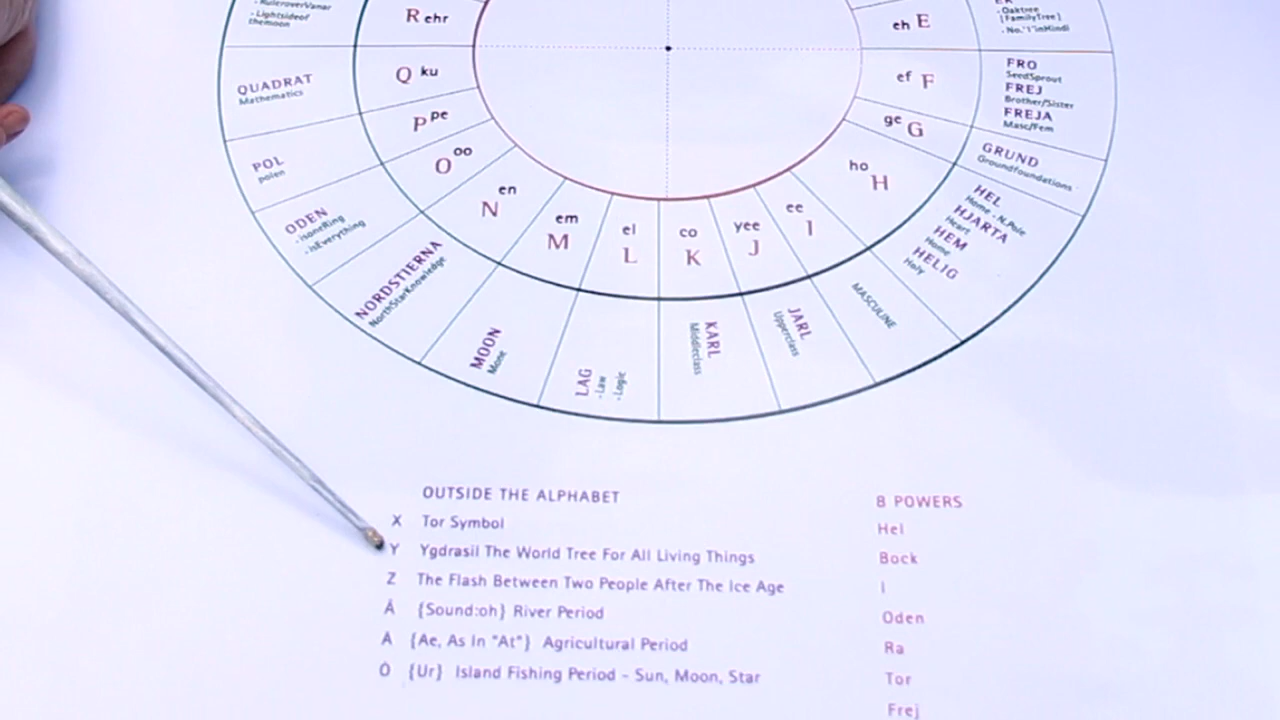 - RuleroverVanar
- Lightsideof
themoon
R ehr
QUADRAT
Mathematics
Q ku
POL
polen
P pe
ODEN
- IsontRing
- isEverything
O oo
NORDSTIERNA
NorthStarKnowledge
N en
MOON
Mone
M em
LAG
- Law
- Logic
L el
KARL
Middleclass
K co
JARL
Upperclass
J yee
MASCULINE
I ee
HEL
Home - N.Pole
HJARTA
Heart
HEM
Home
HELIG
Holy
H ho
GRUND
Groundfoundations
G ge
FRO
SeedSprout
FREJ
Brother/Sister
FREJA
Masc/Fem
F ef
- Oaktree
[FamilyTree]
- No."1"inHindi
E eh
OUTSIDE THE ALPHABET
X Tor Symbol
Y Ygdrasil The World Tree For All Living Things
Z The Flash Between Two People After The Ice Age
Å {Sound:oh} River Period
Ä {Ae, As In "At"} Agricultural Period
Ö {Ur} Island Fishing Period - Sun, Moon, Star
8 POWERS
Hel
Bock
I
Oden
Ra
Tor
Frej